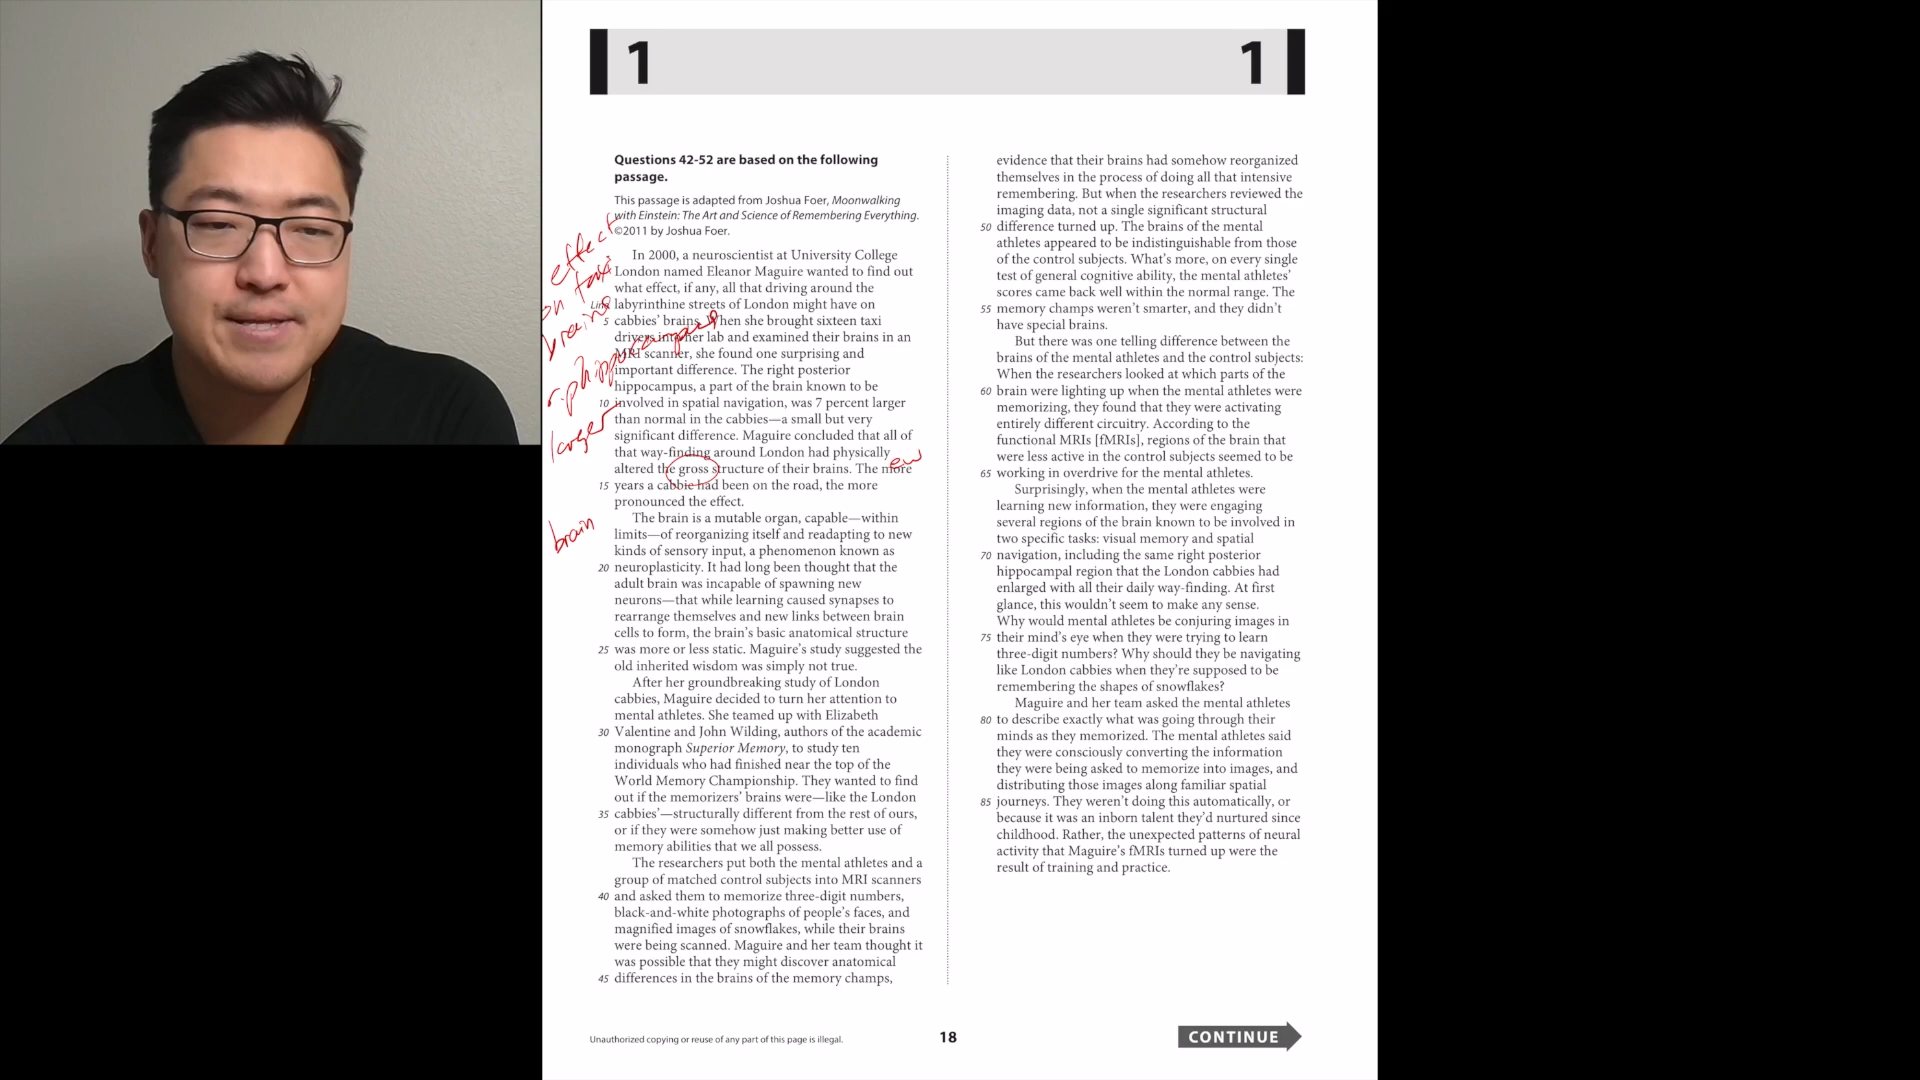 1 1
Questions 42-52 are based on the following
passage.
This passage is adapted from Joshua Foer, Moonwalking
with Einstein: The Art and Science of Remembering Everything.
©2011 by Joshua Foer.
In 2000, a neuroscientist at University College
London named Eleanor Maguire wanted to find out
what effect, if any, all that driving around the
Line labyrinthine streets of London might have on
5 cabbies' brains. When she brought sixteen taxi
drivers into her lab and examined their brains in an
MRI scanner, she found one surprising and
important difference. The right posterior
hippocampus, a part of the brain known to be
10 involved in spatial navigation, was 7 percent larger
than normal in the cabbies—a small but very
significant difference. Maguire concluded that all of
that way-finding around London had physically
altered the gross structure of their brains. The more
15 years a cabbie had been on the road, the more
pronounced the effect.
The brain is a mutable organ, capable—within
limits—of reorganizing itself and readapting to new
kinds of sensory input, a phenomenon known as
20 neuroplasticity. It had long been thought that the
adult brain was incapable of spawning new
neurons—that while learning caused synapses to
rearrange themselves and new links between brain
cells to form, the brain's basic anatomical structure
25 was more or less static. Maguire's study suggested the
old inherited wisdom was simply not true.
After her groundbreaking study of London
cabbies, Maguire decided to turn her attention to
mental athletes. She teamed up with Elizabeth
30 Valentine and John Wilding, authors of the academic
monograph Superior Memory, to study ten
individuals who had finished near the top of the
World Memory Championship. They wanted to find
out if the memorizers' brains were—like the London
35 cabbies'—structurally different from the rest of ours,
or if they were somehow just making better use of
memory abilities that we all possess.
The researchers put both the mental athletes and a
group of matched control subjects into MRI scanners
40 and asked them to memorize three-digit numbers,
black-and-white photographs of people's faces, and
magnified images of snowflakes, while their brains
were being scanned. Maguire and her team thought it
was possible that they might discover anatomical
45 differences in the brains of the memory champs,
evidence that their brains had somehow reorganized
themselves in the process of doing all that intensive
remembering. But when the researchers reviewed the
imaging data, not a single significant structural
50 difference turned up. The brains of the mental
athletes appeared to be indistinguishable from those
of the control subjects. What's more, on every single
test of general cognitive ability, the mental athletes'
scores came back well within the normal range. The
55 memory champs weren't smarter, and they didn't
have special brains.
But there was one telling difference between the
brains of the mental athletes and the control subjects:
When the researchers looked at which parts of the
60 brain were lighting up when the mental athletes were
memorizing, they found that they were activating
entirely different circuitry. According to the
functional MRIs [fMRIs], regions of the brain that
were less active in the control subjects seemed to be
65 working in overdrive for the mental athletes.
Surprisingly, when the mental athletes were
learning new information, they were engaging
several regions of the brain known to be involved in
two specific tasks: visual memory and spatial
70 navigation, including the same right posterior
hippocampal region that the London cabbies had
enlarged with all their daily way-finding. At first
glance, this wouldn't seem to make any sense.
Why would mental athletes be conjuring images in
75 their mind's eye when they were trying to learn
three-digit numbers? Why should they be navigating
like London cabbies when they're supposed to be
remembering the shapes of snowflakes?
Maguire and her team asked the mental athletes
80 to describe exactly what was going through their
minds as they memorized. The mental athletes said
they were consciously converting the information
they were being asked to memorize into images, and
distributing those images along familiar spatial
85 journeys. They weren't doing this automatically, or
because it was an inborn talent they'd nurtured since
childhood. Rather, the unexpected patterns of neural
activity that Maguire's fMRIs turned up were the
result of training and practice.
effect
on taxi
brains
r.p hippocampus
larger
ew
brain
Unauthorized copying or reuse of any part of this page is illegal.
18
CONTINUE